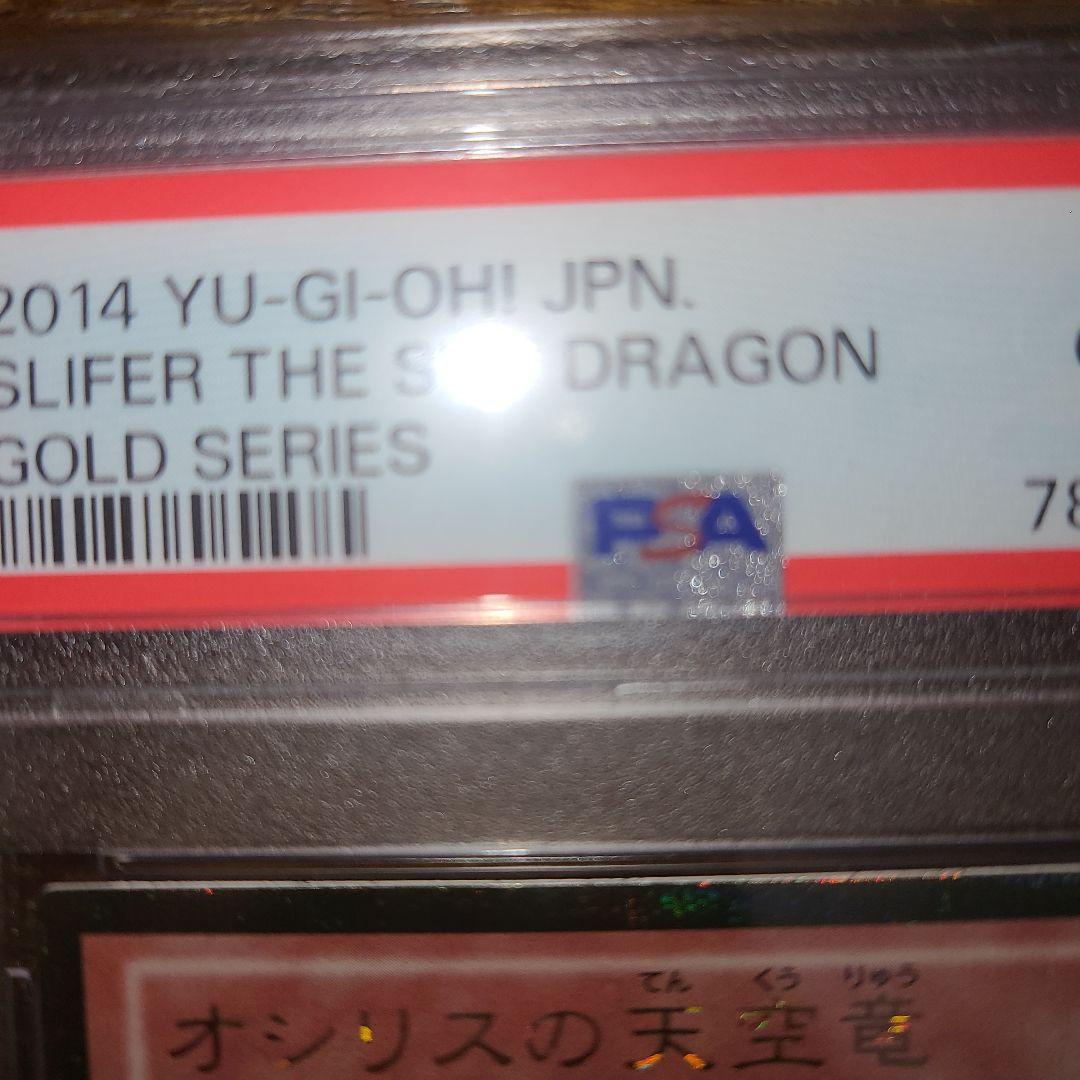 2014 YU-GI-OH! JPN.
SLIFER THE DRAGON
GOLD SERIES
78
PSA
てん くう りゅう
オシリスの天空竜